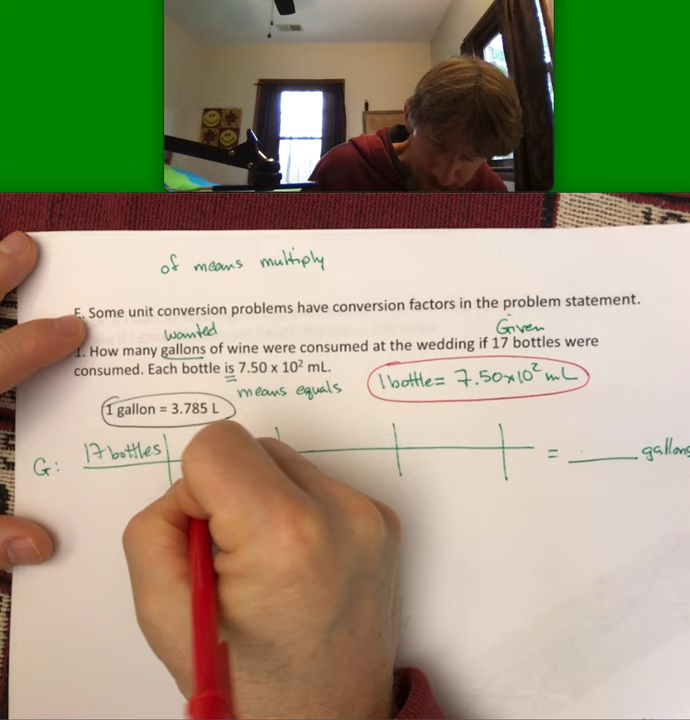 of means multiply
E. Some unit conversion problems have conversion factors in the problem statement.
wanted Given
1. How many gallons of wine were consumed at the wedding if 17 bottles were
consumed. Each bottle is 7.50 x 10² mL.
means equals 1 bottle = 7.50x10² mL
1 gallon = 3.785 L
G: 17 bottles = ____ gallons